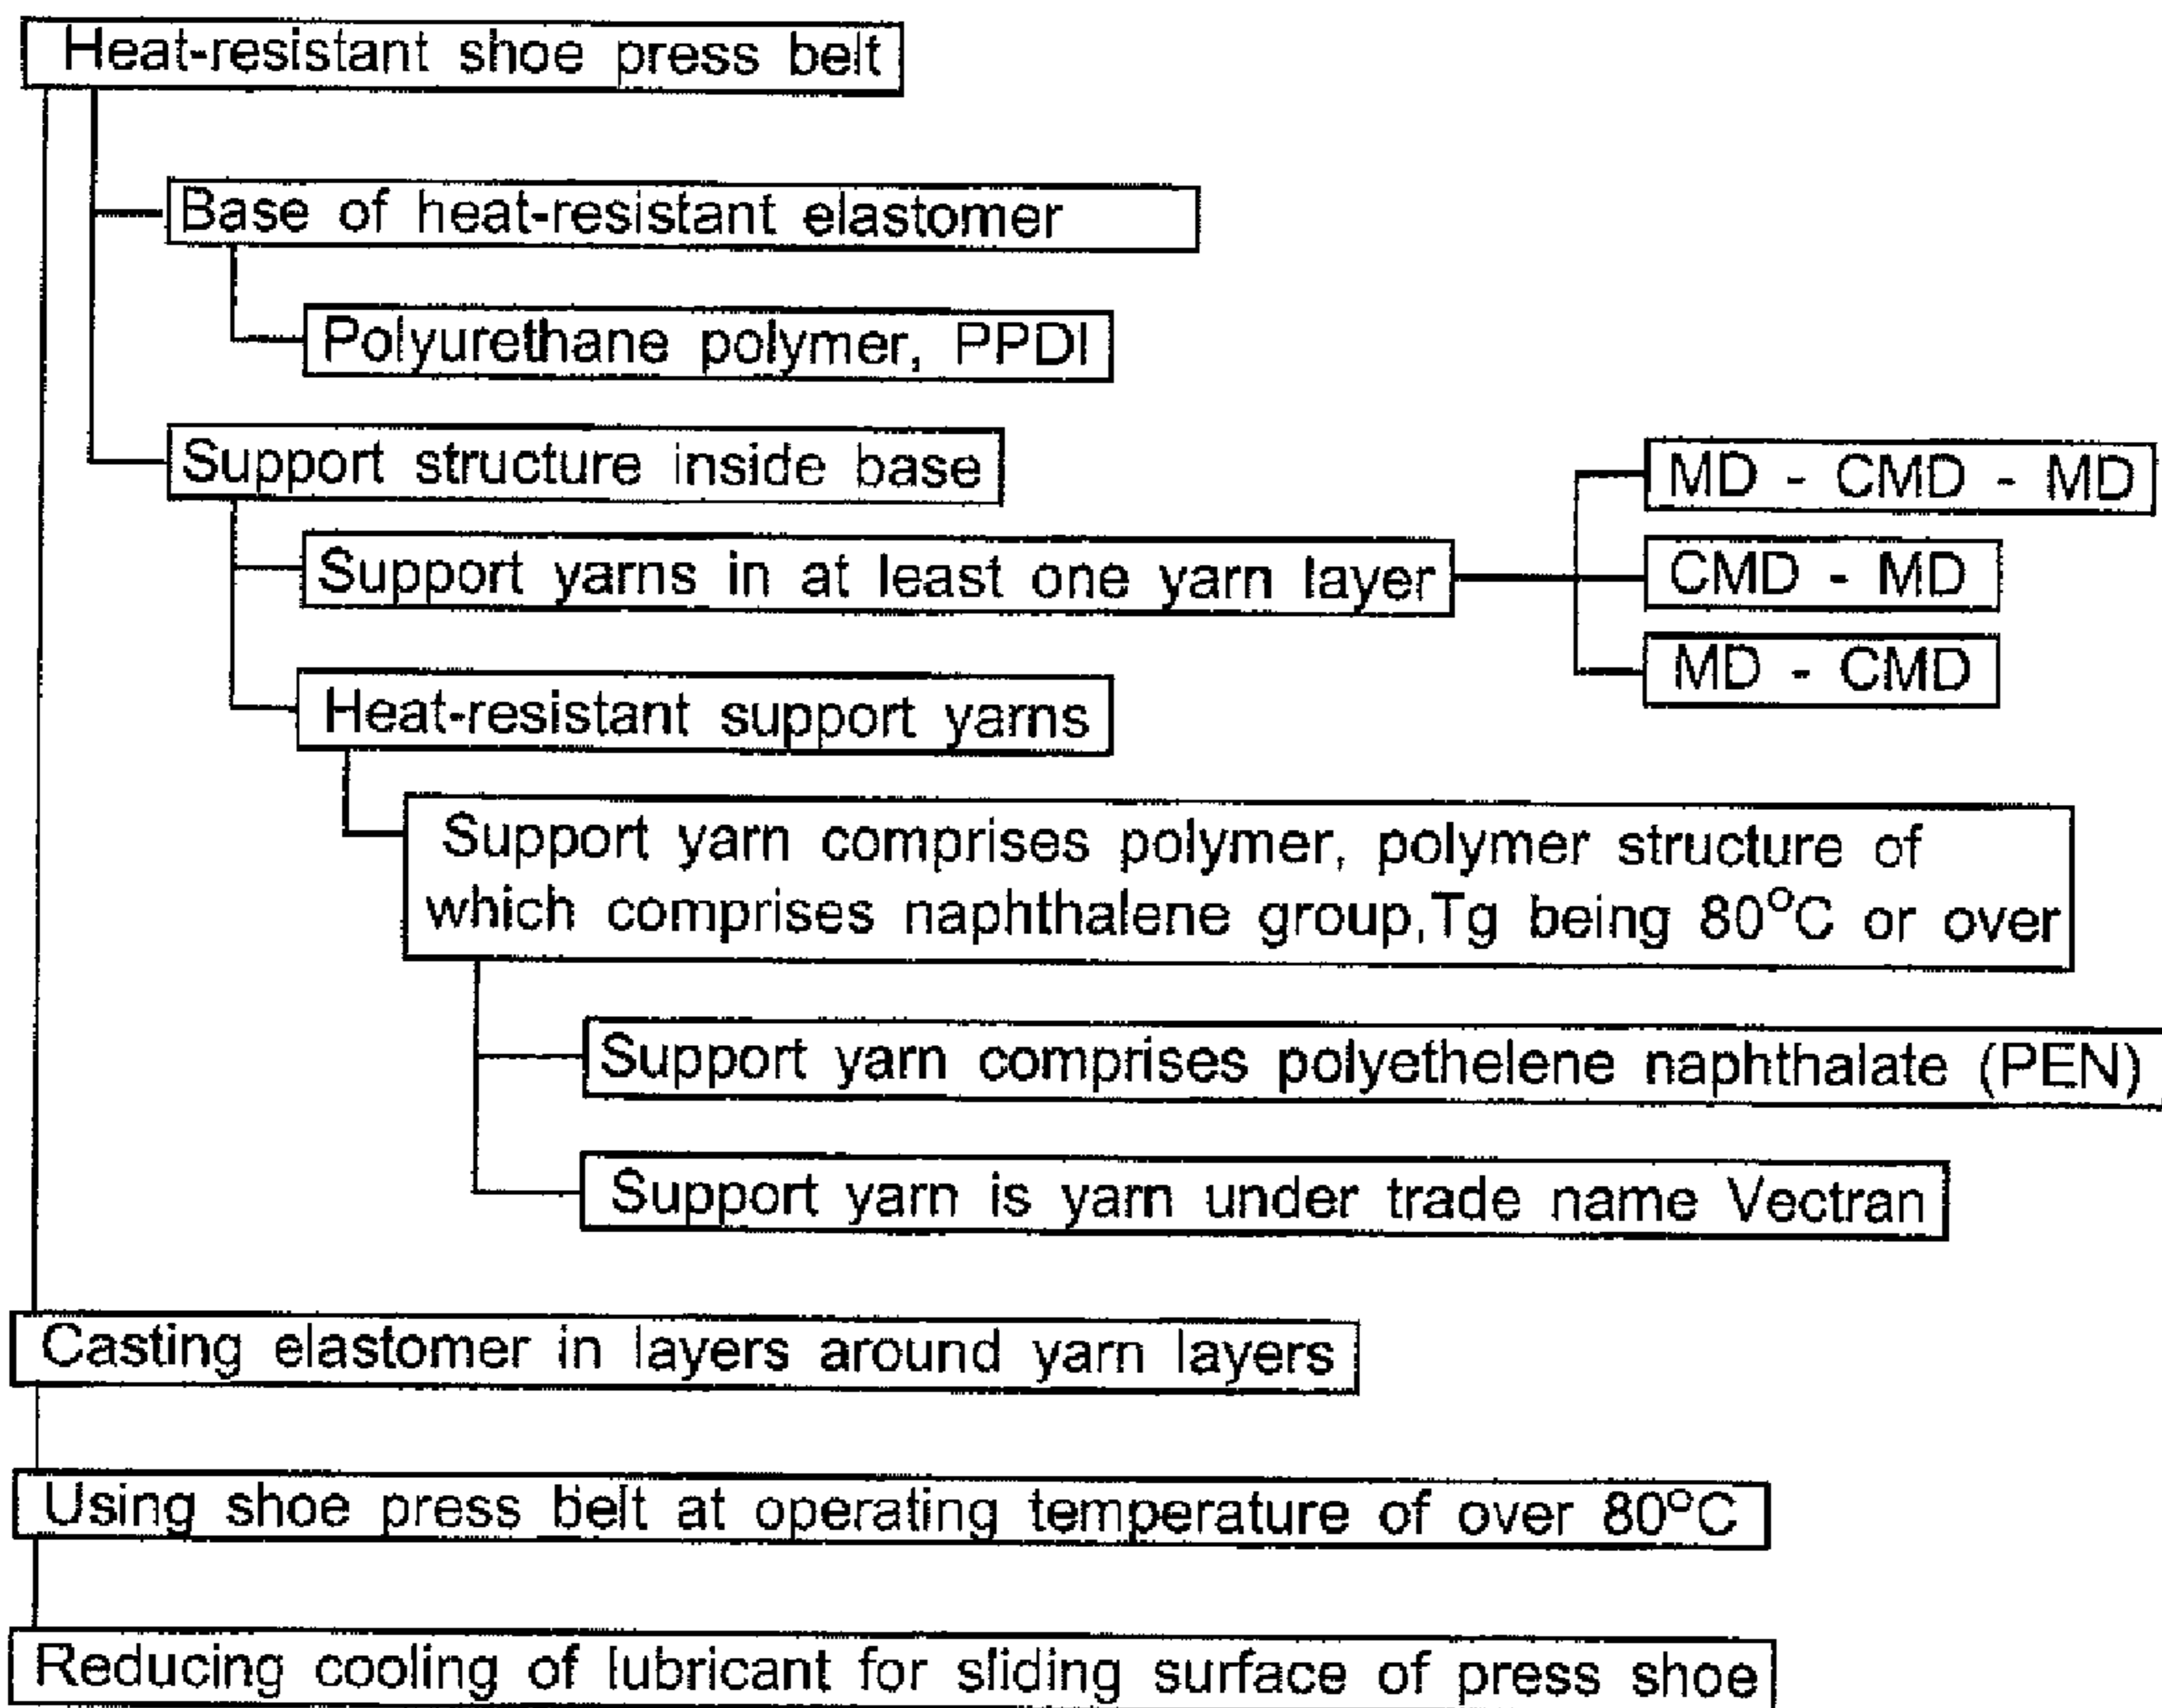 Heat-resistant shoe press belt
Base of heat-resistant elastomer
Polyurethane polymer, PPDI
Support structure inside base
MD - CMD - MD
Support yarns in at least one yarn layer
CMD - MD
MD - CMD
Heat-resistant support yarns
Support yarn comprises polymer, polymer structure of
which comprises naphthalene group,Tg being 80°C or over
Support yarn comprises polyethelene naphthalate (PEN)
Support yarn is yarn under trade name Vectran
Casting elastomer in layers around yarn layers
Using shoe press belt at operating temperature of over 80°C
Reducing cooling of lubricant for sliding surface of press shoe